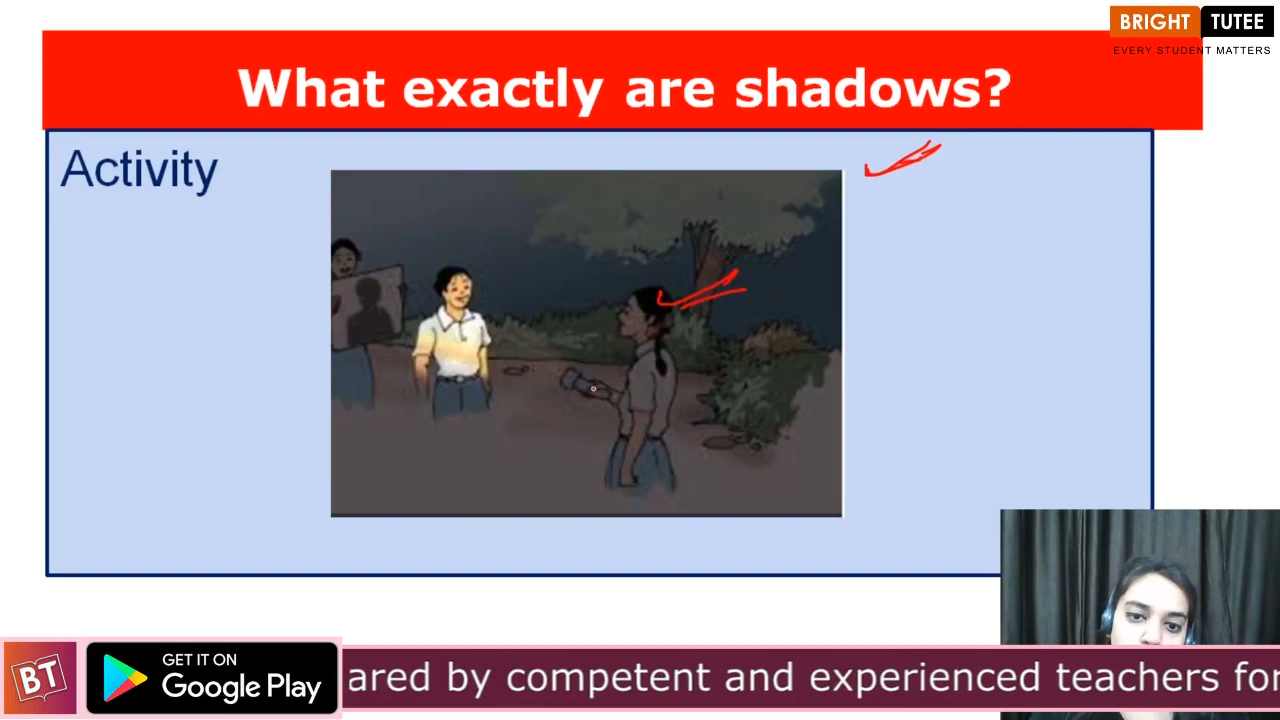 BRIGHT TUTEE
EVERY STUDENT MATTERS
What exactly are shadows?
Activity
BT
GET IT ON
Google Play
ared by competent and experienced teachers for